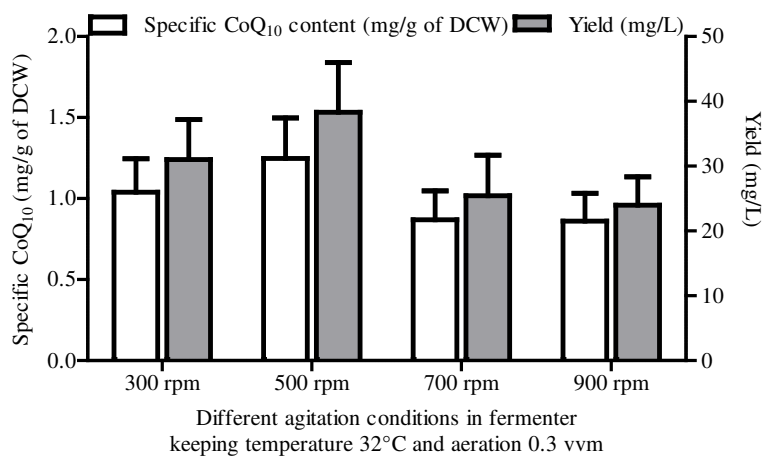 Specific CoQ₁₀ content (mg/g of DCW)
Yield (mg/L)
Specific CoQ₁₀ (mg/g of DCW)
2.0
1.5
1.0
0.5
0.0
50
40
30
20
10
0
Yield
(mg/L)
300 rpm
500 rpm
700 rpm
900 rpm
Different agitation conditions in fermenter
keeping temperature 32°C and aeration 0.3 vvm